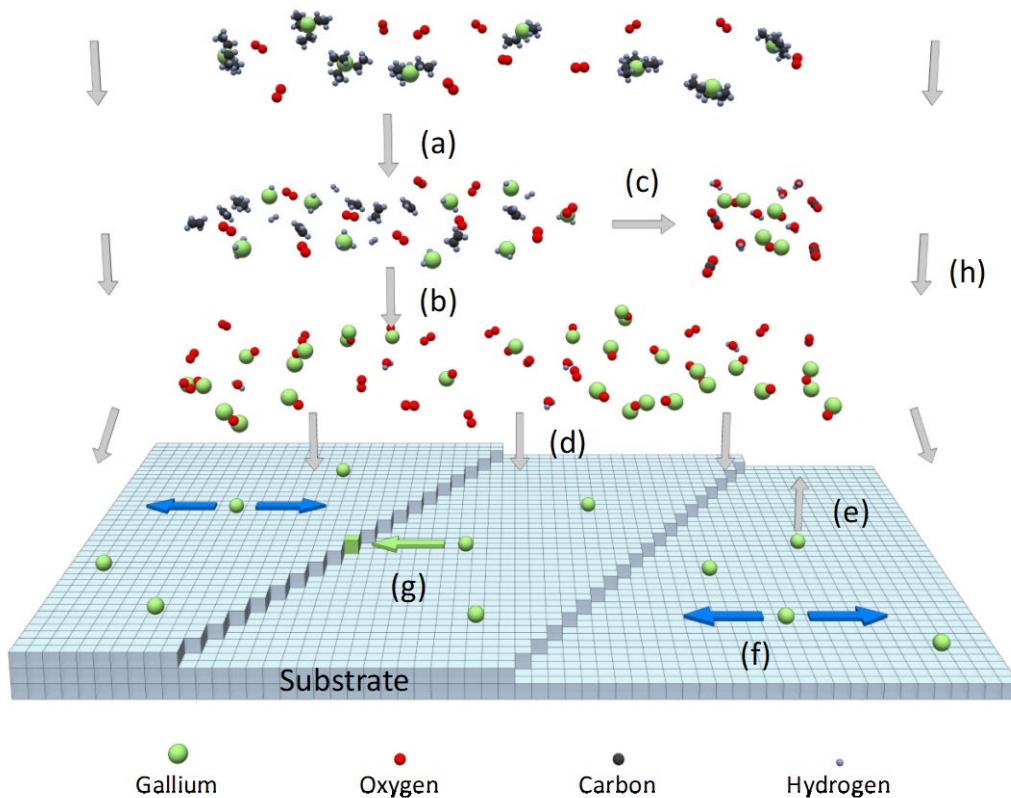 (a)
(c)
(b)
(h)
(d)
(e)
(g)
(f)
Substrate
Gallium Oxygen Carbon Hydrogen